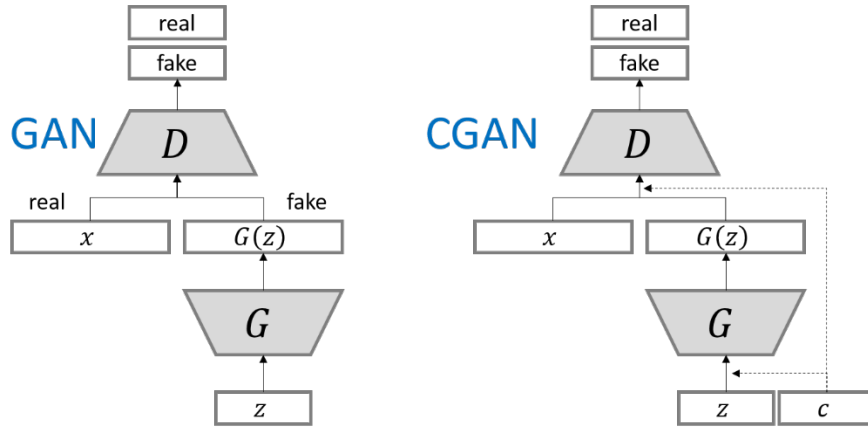 real
fake
GAN
D
real
fake
x
G(z)
G
z
real
fake
CGAN
D
x
G(z)
G
z
c